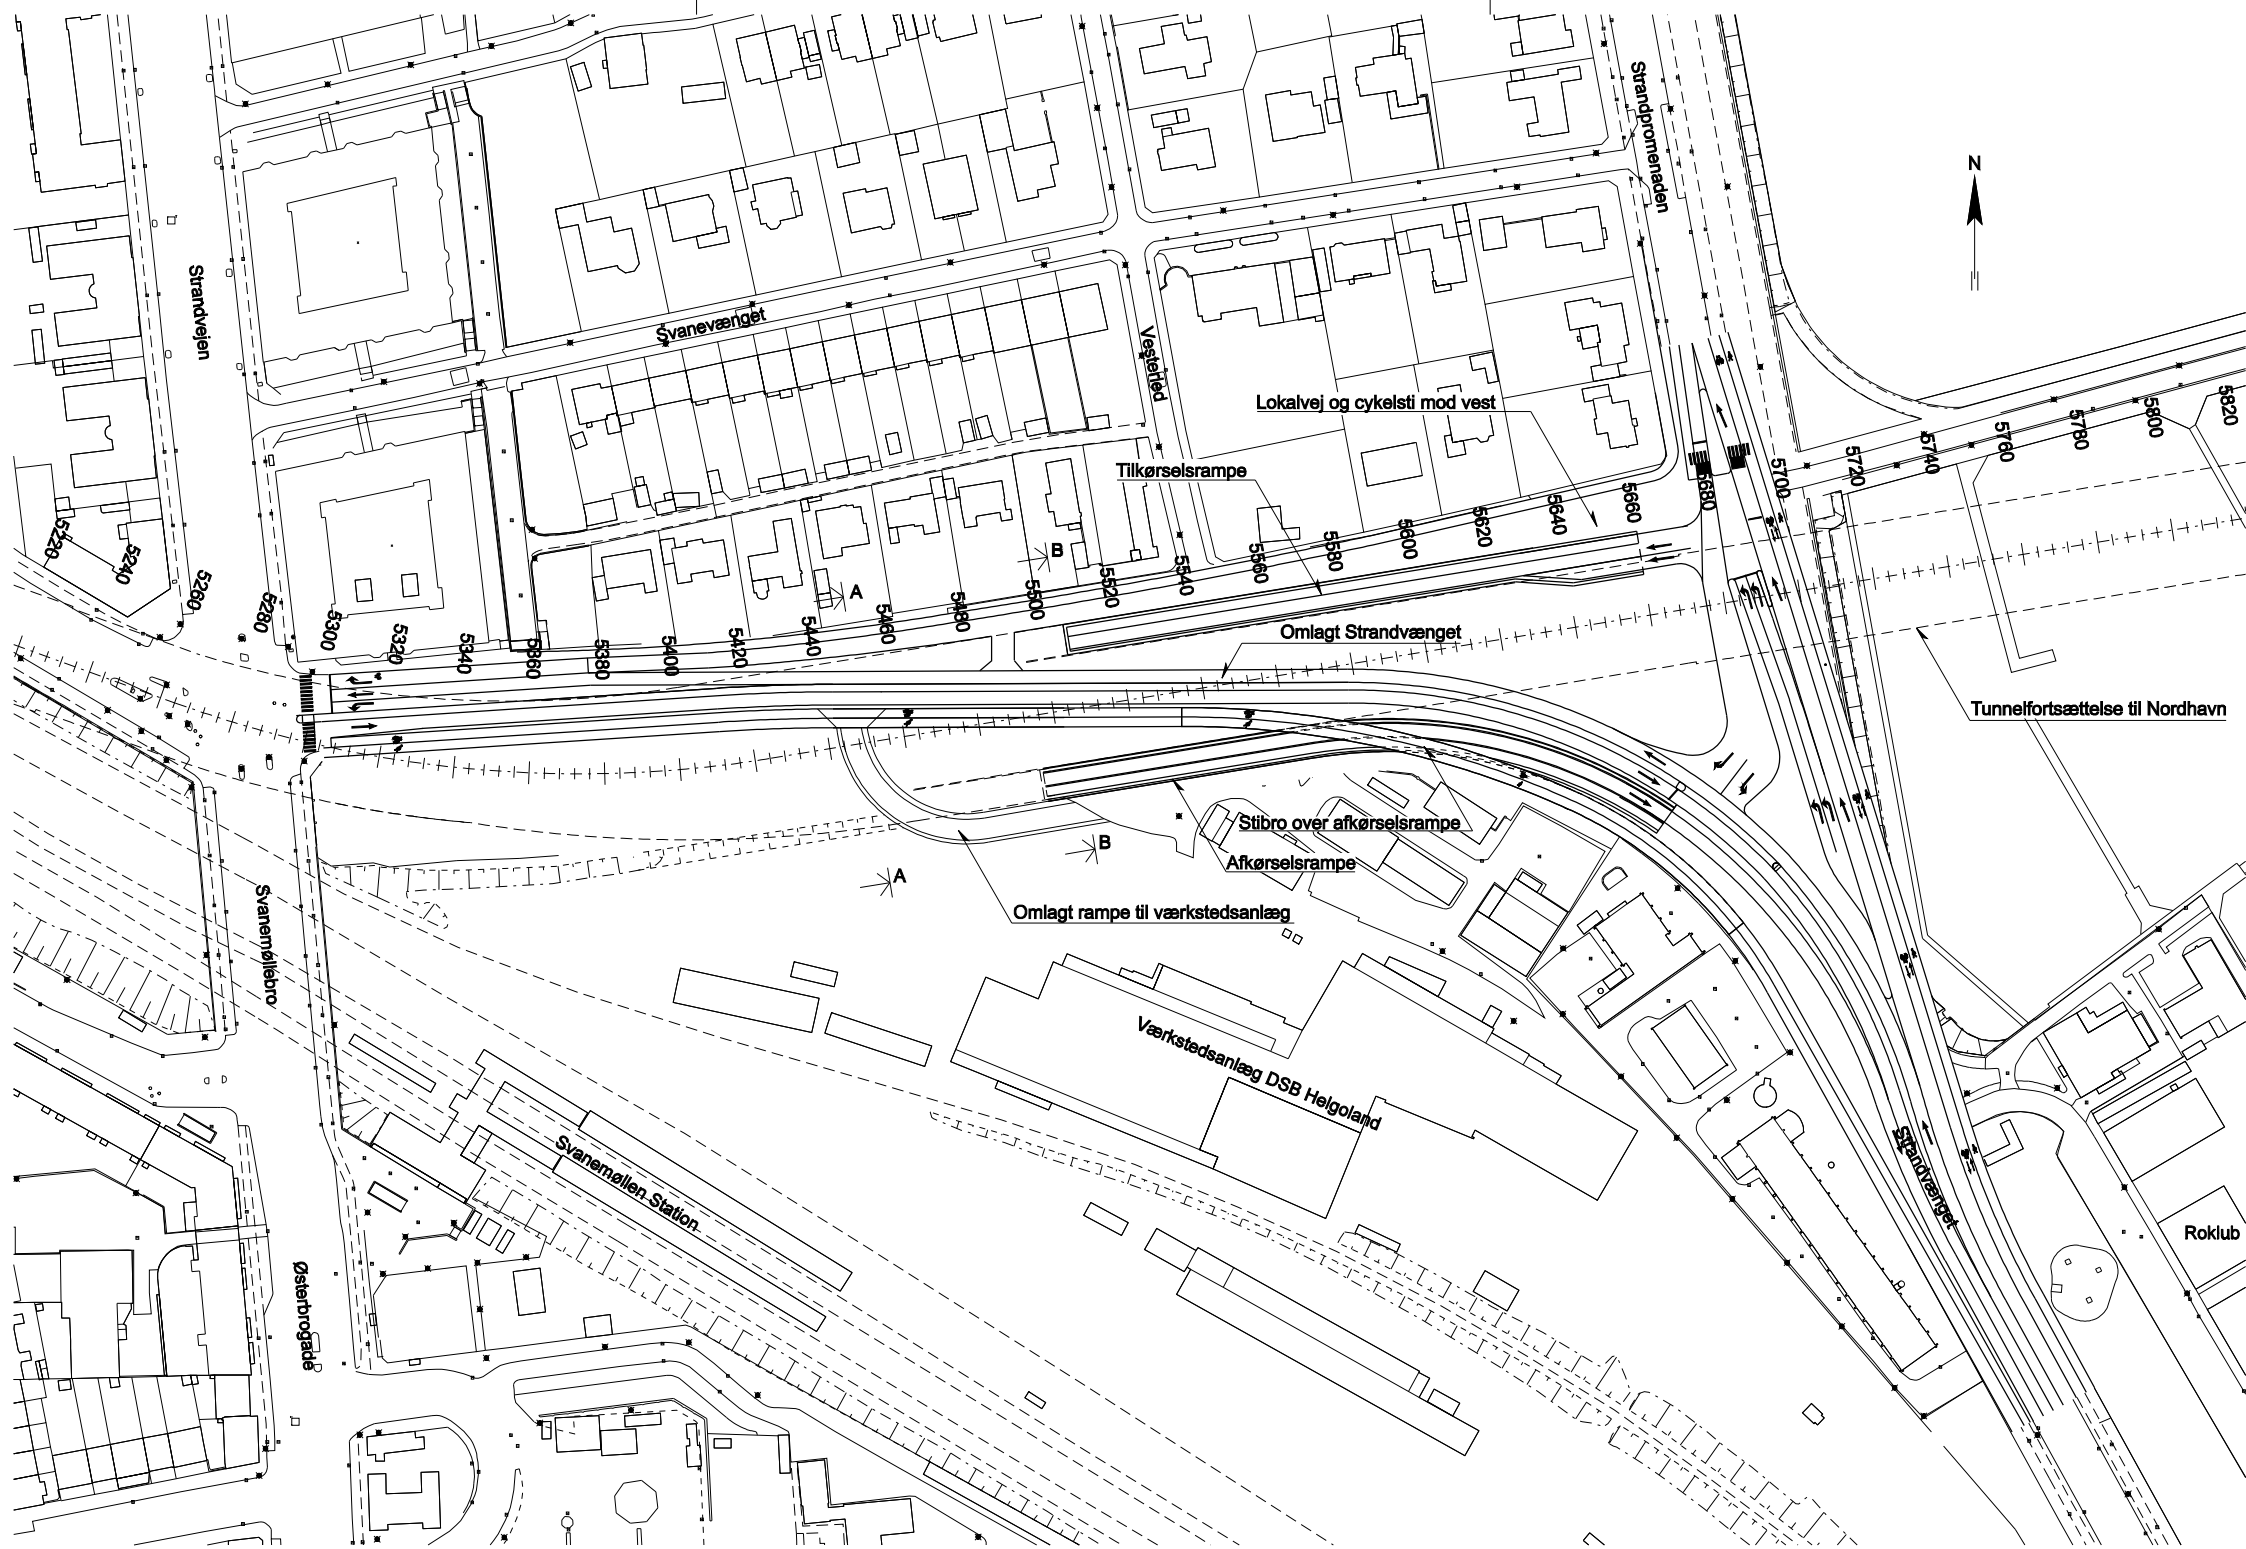 Strandpromenaden
N
Strandvejen
Svanevænget
Vesterled
Lokalvej og cykelsti mod vest
Tilkørselsrampe
5220
5240
5260
5280
5300
5320
5340
5360
5380
5400
5420
5440
5460
5480
5500
5520
5540
5560
5580
5600
5620
5640
5660
5680
5700
5720
5740
5760
5780
5800
5820
B
A
Omlagt Strandvænget
Tunnelfortsættelse til Nordhavn
Stibro over afkørselsrampe
B
Afkørselsrampe
A
Omlagt rampe til værkstedsanlæg
Svanemøllebro
Værkstedsanlæg DSB Helgoland
Svanemøllen Station
Strandvænget
Roklub
Østerbrogade